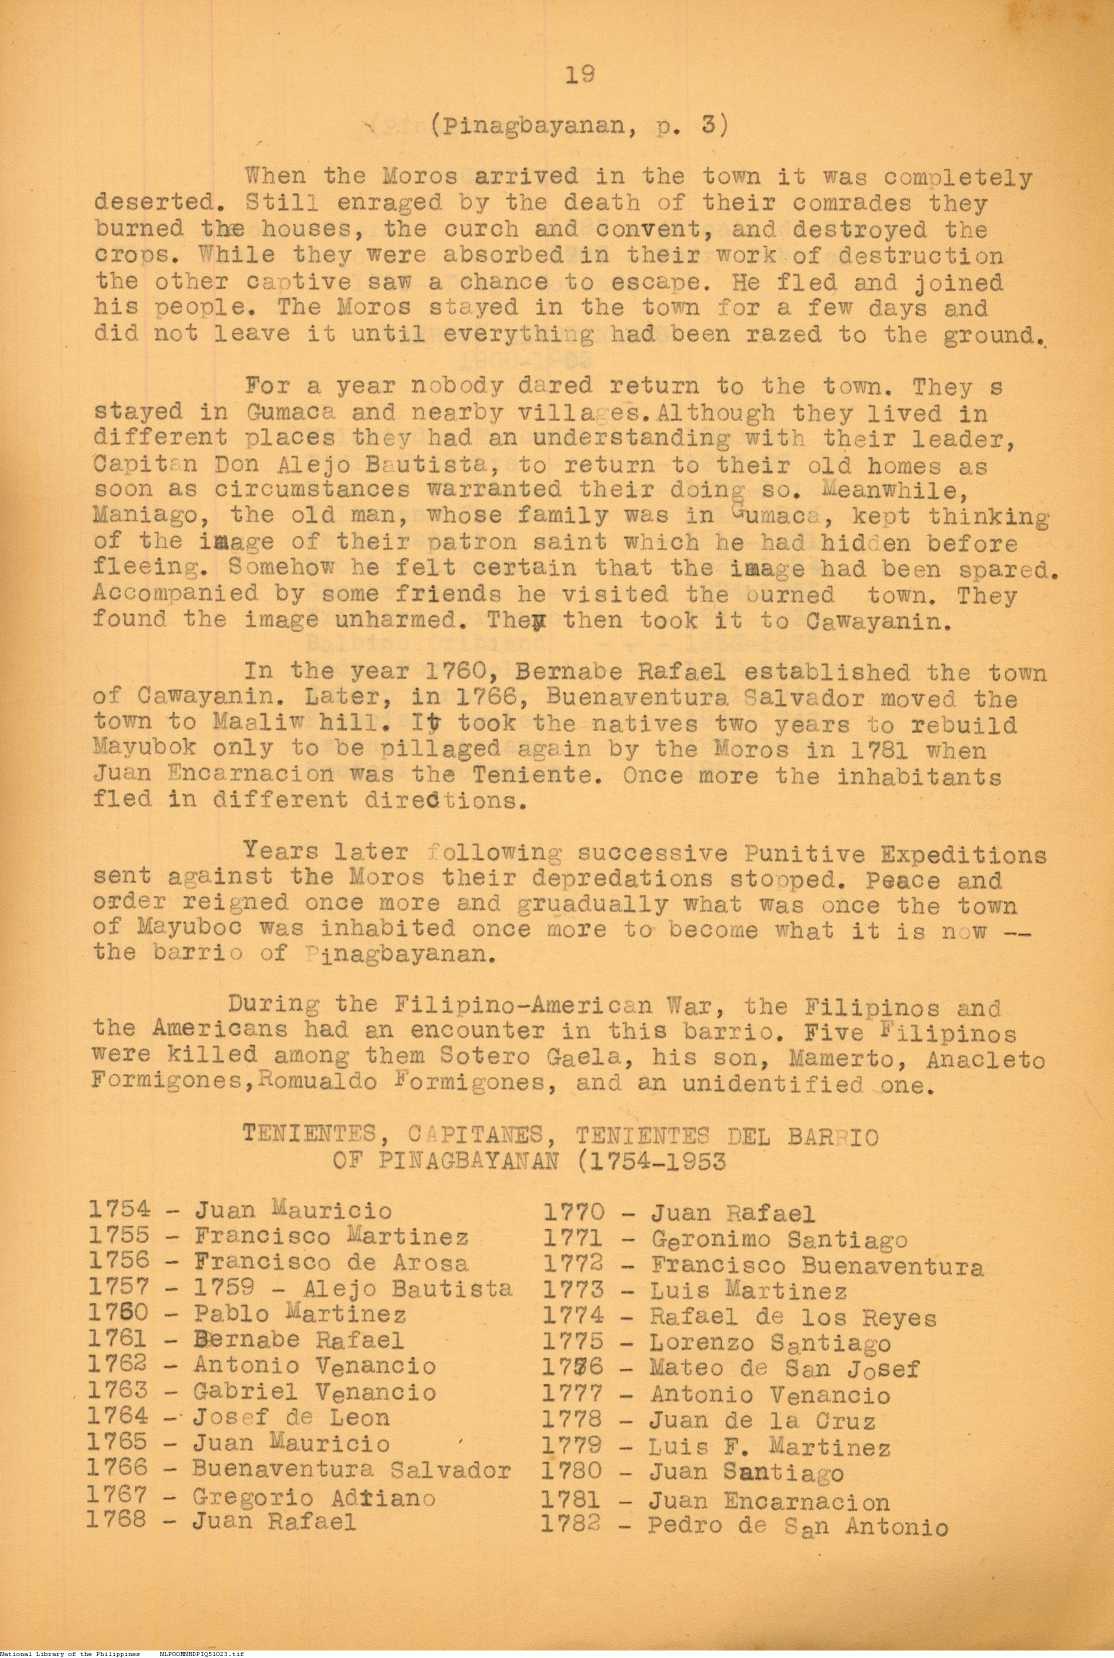 19
(Pinagbayanan, p. 3)
When the Moros arrived in the town it was completely
deserted. Still enraged by the death of their comrades they
burned the houses, the curch and convent, and destroyed the
crops. While they were absorbed in their work of destruction
the other captive saw a chance to escape. He fled and joined
his people. The Moros stayed in the town for a few days and
did not leave it until everything had been razed to the ground.
For a year nobody dared return to the town. They s
stayed in Gumaca and nearby villages. Although they lived in
different places they had an understanding with their leader,
Capitan Don Alejo Bautista, to return to their old homes as
soon as circumstances warranted their doing so. Meanwhile,
Maniago, the old man, whose family was in Gumaca, kept thinking
of the image of their patron saint which he had hidden before
fleeing. Somehow he felt certain that the image had been spared.
Accompanied by some friends he visited the burned town. They
found the image unharmed. They then took it to Cawayanin.
In the year 1760, Bernabe Rafael established the town
of Cawayanin. Later, in 1766, Buenaventura Salvador moved the
town to Maaliw hill. It took the natives two years to rebuild
Mayubok only to be pillaged again by the Moros in 1781 when
Juan Encarnacion was the Teniente. Once more the inhabitants
fled in different directions.
Years later following successive Punitive Expeditions
sent against the Moros their depredations stopped. Peace and
order reigned once more and gruadually what was once the town
of Mayuboc was inhabited once more to become what it is now --
the barrio of Pinagbayanan.
During the Filipino-American War, the Filipinos and
the Americans had an encounter in this barrio. Five Filipinos
were killed among them Sotero Gaela, his son, Mamerto, Anacleto
Formigones, Romualdo Formigones, and an unidentified one.
TENIENTES, CAPITANES, TENIENTES DEL BARRIO
OF PINAGBAYANAN (1754-1953
1754 - Juan Mauricio
1755 - Francisco Martinez
1756 - Francisco de Arosa
1757 - 1759 - Alejo Bautista
1760 - Pablo Martinez
1761 - Bernabe Rafael
1762 - Antonio Venancio
1763 - Gabriel Venancio
1764 - Josef de Leon
1765 - Juan Mauricio
1766 - Buenaventura Salvador
1767 - Gregorio Adriano
1768 - Juan Rafael
1770 - Juan Rafael
1771 - Geronimo Santiago
1772 - Francisco Buenaventura
1773 - Luis Martinez
1774 - Rafael de los Reyes
1775 - Lorenzo Santiago
1776 - Mateo de San Josef
1777 - Antonio Venancio
1778 - Juan de la Cruz
1779 - Luis F. Martinez
1780 - Juan Santiago
1781 - Juan Encarnacion
1782 - Pedro de San Antonio
National Library of the Philippines NLPOOMNHDPIQ51023.tif